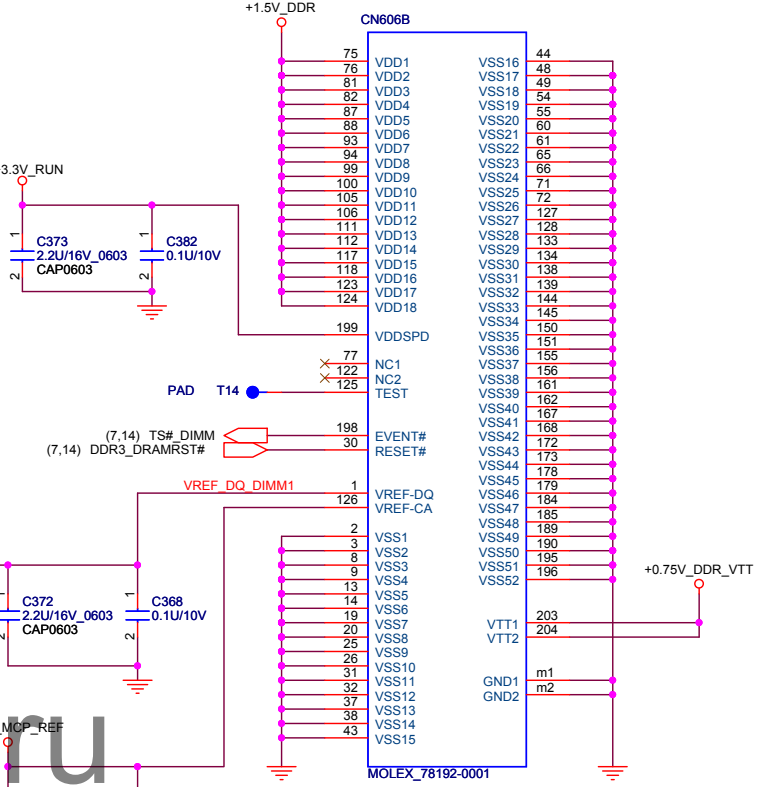 +1.5V_DDR
CN606B
75 VDD1 VSS16 44
76 VDD2 VSS17 48
81 VDD3 VSS18 49
82 VDD4 VSS19 54
87 VDD5 VSS20 55
88 VDD6 VSS21 60
93 VDD7 VSS22 61
94 VDD8 VSS23 65
99 VDD9 VSS24 66
100 VDD10 VSS25 71
105 VDD11 VSS26 72
106 VDD12 VSS27 127
111 VDD13 VSS28 128
112 VDD14 VSS29 133
117 VDD15 VSS30 134
118 VDD16 VSS31 138
123 VDD17 VSS32 139
124 VDD18 VSS33 144
VSS34 145
199 VDDSPD VSS35 150
VSS36 151
77 NC1 VSS37 155
122 NC2 VSS38 156
125 TEST VSS39 161
VSS40 162
VSS41 167
198 EVENT# VSS42 168
30 RESET# VSS43 172
VSS44 173
VSS45 178
1 VREF-DQ VSS46 179
126 VREF-CA VSS47 184
VSS48 185
2 VSS1 VSS49 189
3 VSS2 VSS50 190
8 VSS3 VSS51 195
9 VSS4 VSS52 196
13 VSS5
14 VSS6
19 VSS7 VTT1 203
20 VSS8 VTT2 204
25 VSS9
26 VSS10
31 VSS11 GND1 m1
32 VSS12 GND2 m2
37 VSS13
38 VSS14
43 VSS15
MOLEX_78192-0001
3.3V_RUN
1
C373
2.2U/16V_0603
CAP0603
2
1
C382
0.1U/10V
2
PAD T14
(7,14) TS#_DIMM
(7,14) DDR3_DRAMRST#
VREF_DQ_DIMM1
1
C372
2.2U/16V_0603
CAP0603
2
1
C368
0.1U/10V
2
_MCP_REF
+0.75V_DDR_VTT
ru